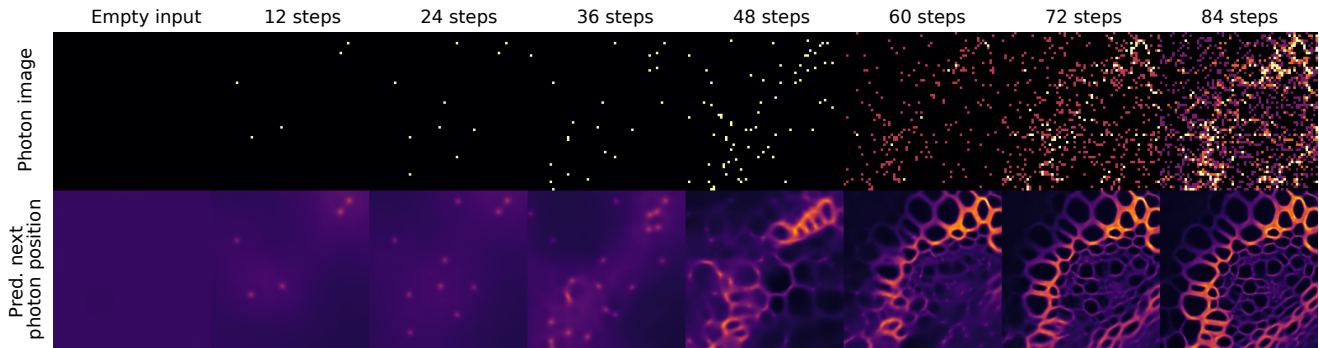 Empty input
12 steps
24 steps
36 steps
48 steps
60 steps
72 steps
84 steps
Photon image
Pred. next
photon position